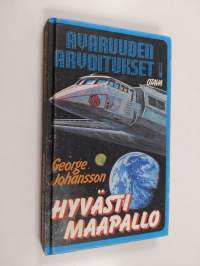 AVARUUDEN
ARVOITUKSET 1
OTAVA
George
Johansson
HYVÄSTI
MAAPALLO